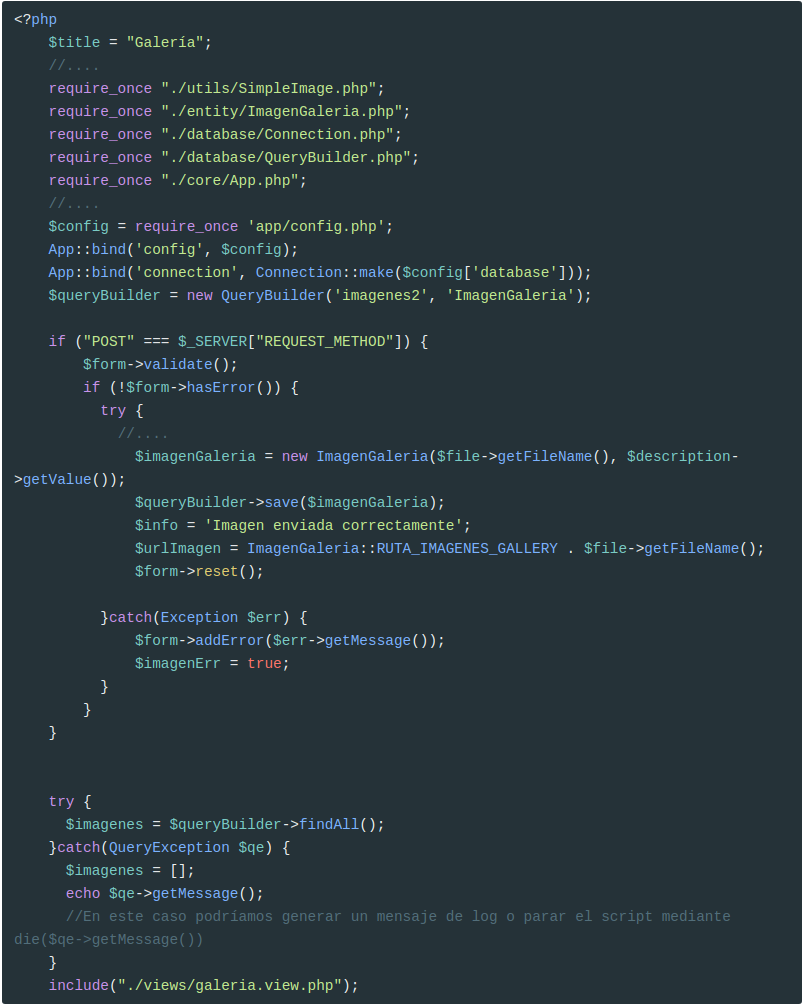 <?php
    $title = "Galería";
    //....
    require_once "./utils/SimpleImage.php";
    require_once "./entity/ImagenGaleria.php";
    require_once "./database/Connection.php";
    require_once "./database/QueryBuilder.php";
    require_once "./core/App.php";
    //....
    $config = require_once 'app/config.php';
    App::bind('config', $config);
    App::bind('connection', Connection::make($config['database']));
    $queryBuilder = new QueryBuilder('imagenes2', 'ImagenGaleria');

    if ("POST" === $_SERVER["REQUEST_METHOD"]) {
        $form->validate();
        if (!$form->hasError()) {
          try {
            //....
              $imagenGaleria = new ImagenGaleria($file->getFileName(), $description-
>getValue());
              $queryBuilder->save($imagenGaleria);
              $info = 'Imagen enviada correctamente';
              $urlImagen = ImagenGaleria::RUTA_IMAGENES_GALLERY . $file->getFileName();
              $form->reset();

          }catch(Exception $err) {
              $form->addError($err->getMessage());
              $imagenErr = true;
          }
        }
    }


    try {
      $imagenes = $queryBuilder->findAll();
    }catch(QueryException $qe) {
      $imagenes = [];
      echo $qe->getMessage();
      //En este caso podríamos generar un mensaje de log o parar el script mediante
die($qe->getMessage())
    }
    include("./views/galeria.view.php");